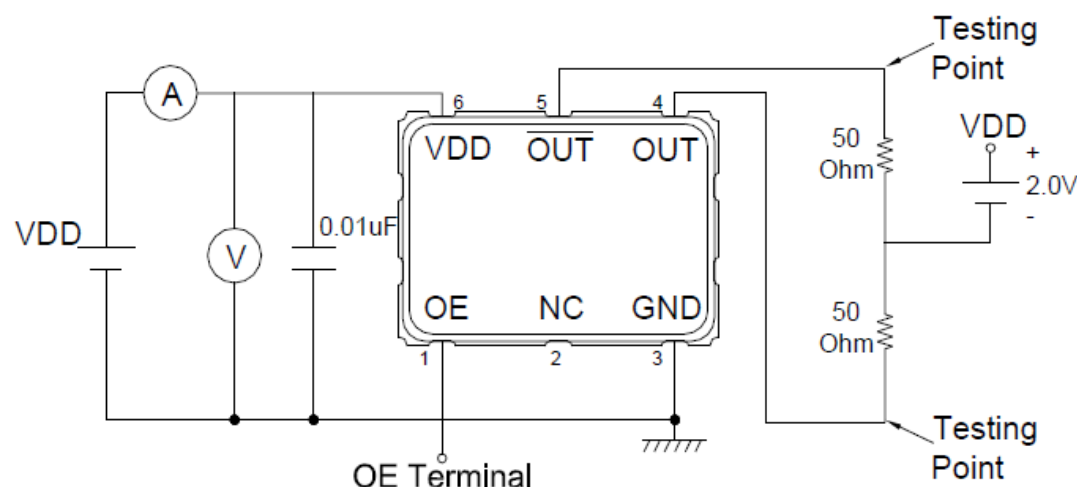 Testing
Point
A
6
5
4
VDD
OUT
OUT
50
Ohm
VDD
+
2.0V
-
VDD
V
0.01uF
OE
NC
GND
50
Ohm
1
2
3
OE Terminal
Testing
Point